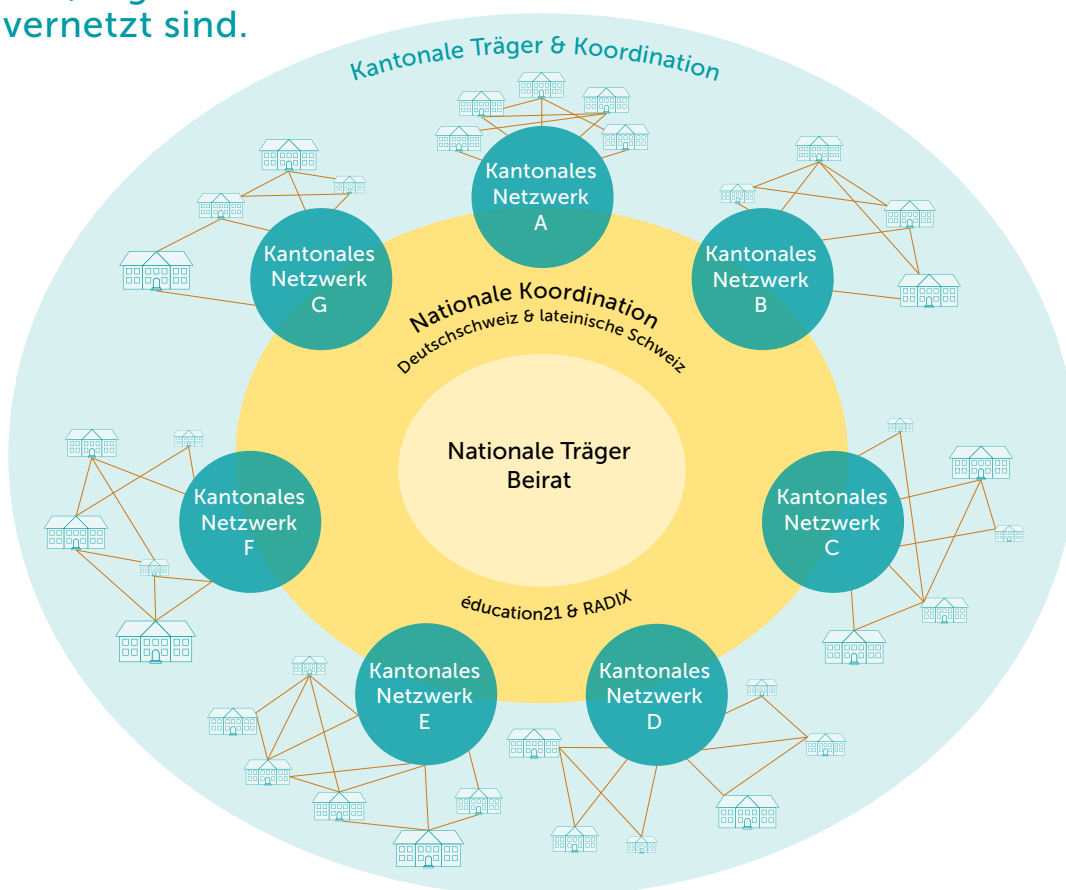 vernetzt sind.
Kantonale Träger & Koordination
Kantonales
Netzwerk
A
Kantonales
Netzwerk
G
Kantonales
Netzwerk
B
Nationale Koordination
Deutschschweiz & lateinische Schweiz
Nationale Träger
Beirat
Kantonales
Netzwerk
F
Kantonales
Netzwerk
C
éducation21 & RADIX
Kantonales
Netzwerk
E
Kantonales
Netzwerk
D